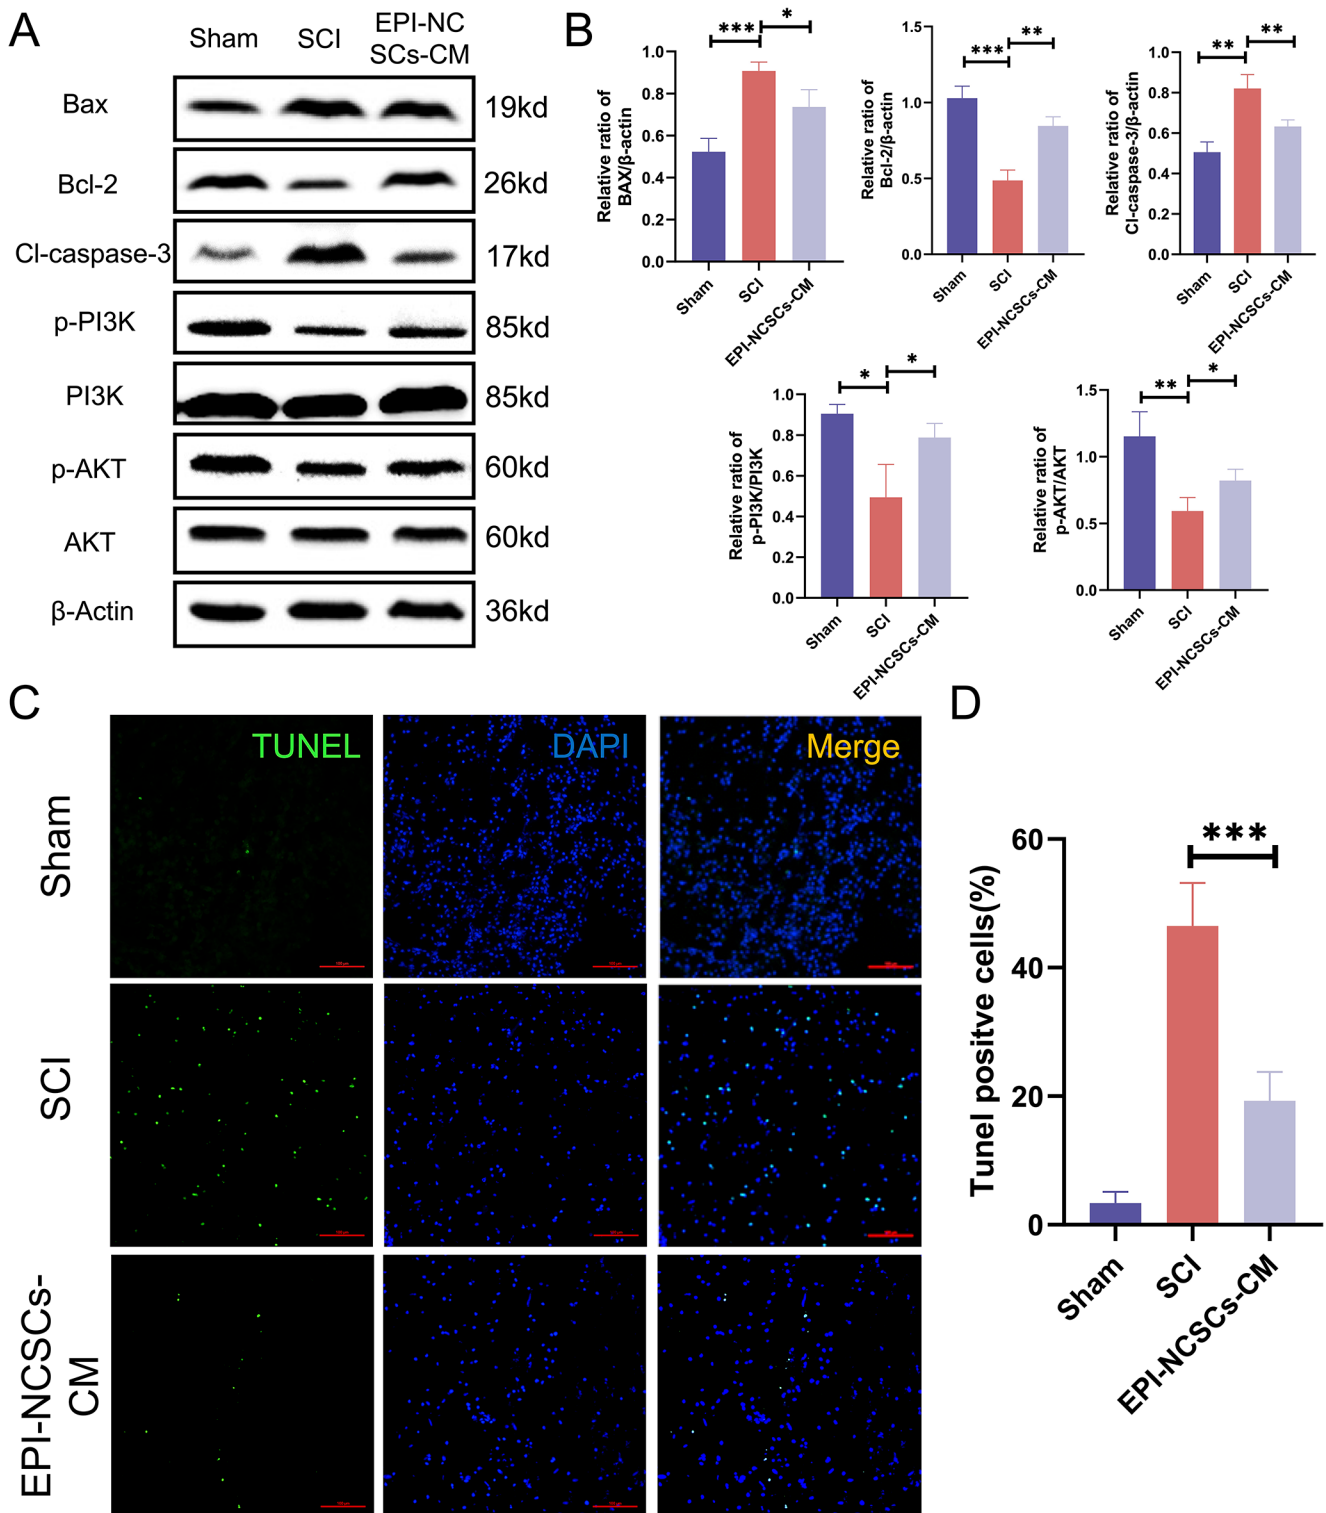 A
Sham
SCI
EPI-NC
SCs-CM
Bax
19kd
Bcl-2
26kd
Cl-caspase-3
17kd
p-PI3K
85kd
PI3K
85kd
p-AKT
60kd
AKT
60kd
β-Actin
36kd
B
Relative ratio of
BAX/β-actin
1.0
0.8
0.6
0.4
0.2
0.0
***
*
Sham
SCI
EPI-NCSCs-CM
Relative ratio of
Bcl-2/β-actin
1.5
1.0
0.5
0.0
***
**
Sham
SCI
EPI-NCSCs-CM
Relative ratio of
Cl-caspase-3/β-actin
1.0
0.8
0.6
0.4
0.2
0.0
**
**
Sham
SCI
EPI-NCSCs-CM
Relative ratio of
p-PI3K/PI3K
1.0
0.8
0.6
0.4
0.2
0.0
*
*
Sham
SCI
EPI-NCSCs-CM
Relative ratio of
p-AKT/AKT
1.5
1.0
0.5
0.0
**
*
Sham
SCI
EPI-NCSCs-CM
C
TUNEL
DAPI
Merge
Sham
SCI
EPI-NCSCs-
CM
D
Tunel positve cells(%)
60
40
20
0
***
Sham
SCI
EPI-NCSCs-CM